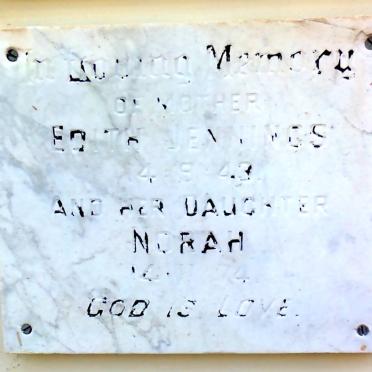 In Loving Memory
OF MOTHER
EDITH JENNINGS
4.9.43.
AND HER DAUGHTER
NORAH
GOD IS LOVE.